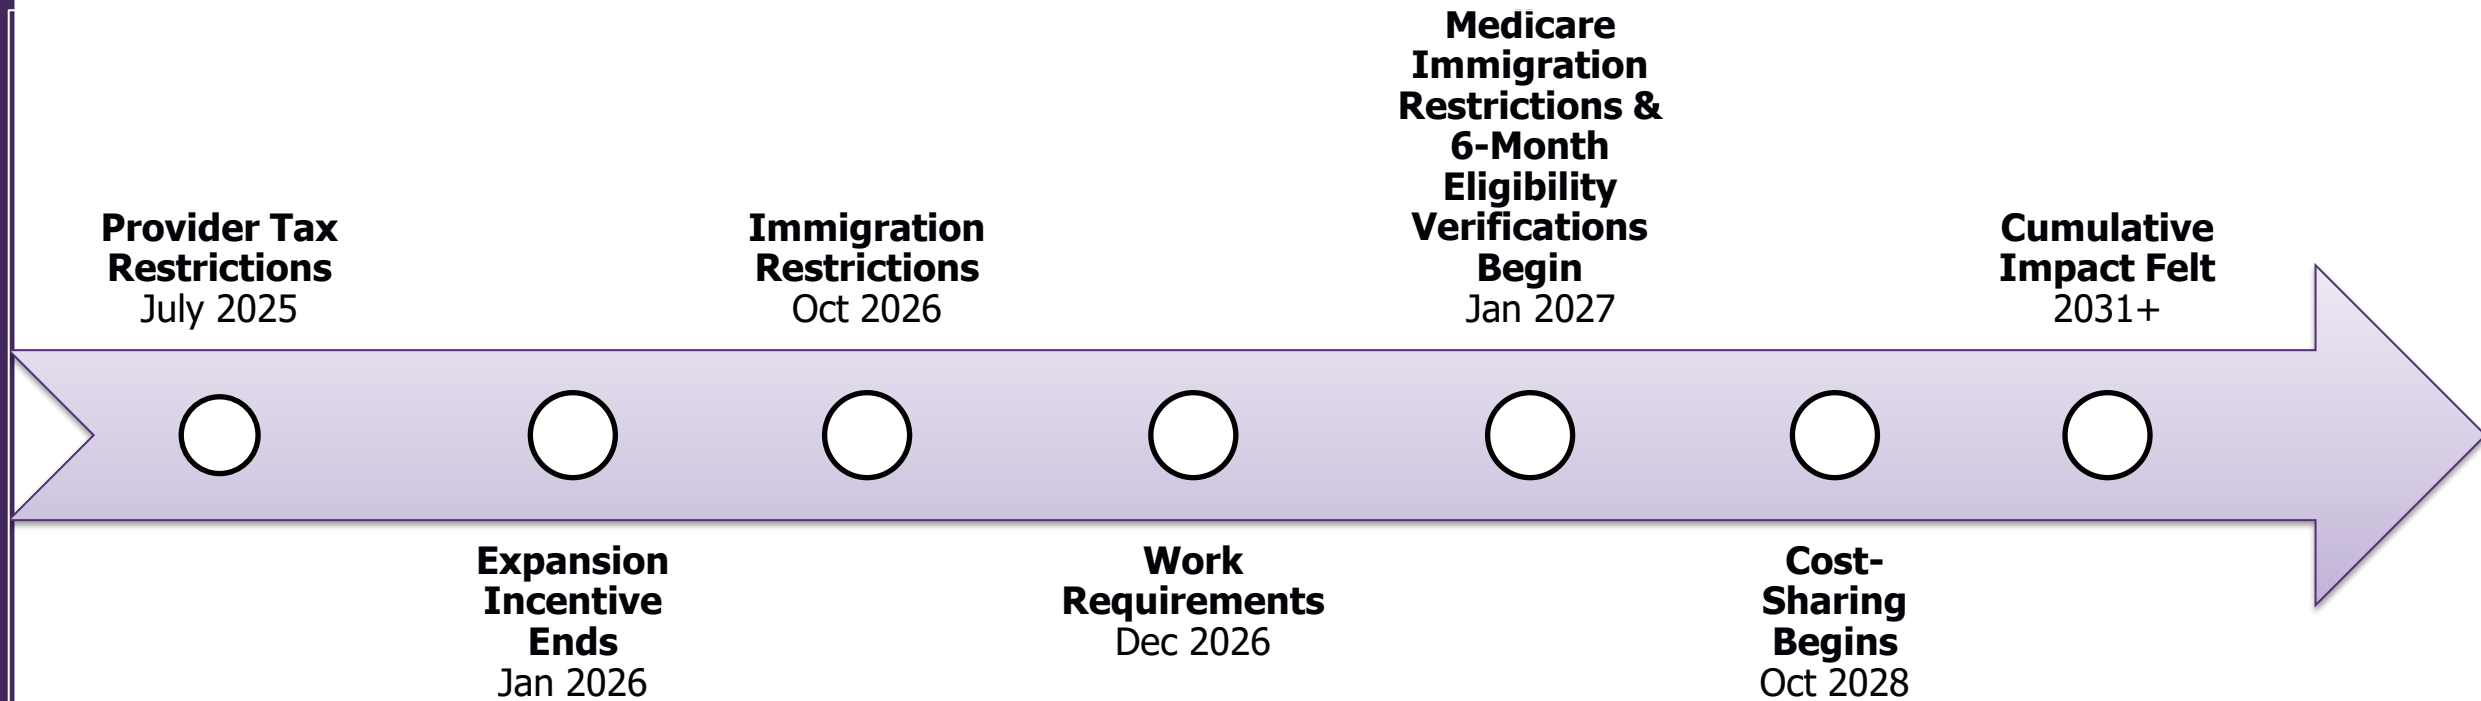 Provider Tax
Restrictions
July 2025
Expansion
Incentive
Ends
Jan 2026
Immigration
Restrictions
Oct 2026
Work
Requirements
Dec 2026
Medicare
Immigration
Restrictions &
6-Month
Eligibility
Verifications
Begin
Jan 2027
Cost-
Sharing
Begins
Oct 2028
Cumulative
Impact Felt
2031+